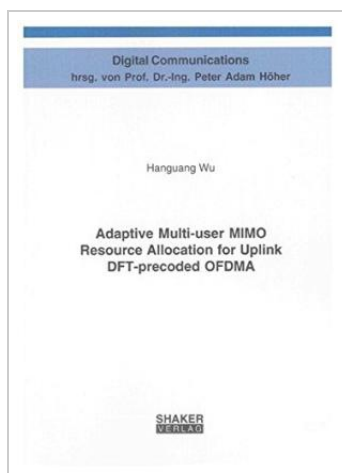 Digital Communications
hrsg. von Prof. Dr.-Ing. Peter Adam Höher
Hanguang Wu
Adaptive Multi-user MIMO
Resource Allocation for Uplink
DFT-precoded OFDMA
SHAKER
VERLAG